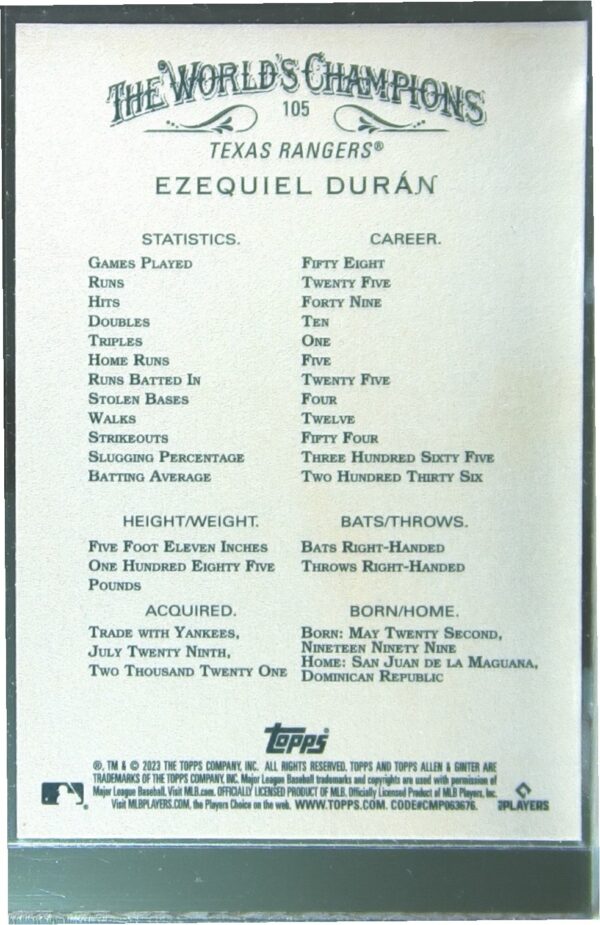 THE WORLD'S CHAMPIONS
105
TEXAS RANGERS®
EZEQUIEL DURÁN
STATISTICS. CAREER.
GAMES PLAYED FIFTY EIGHT
RUNS TWENTY FIVE
HITS FORTY NINE
DOUBLES TEN
TRIPLES ONE
HOME RUNS FIVE
RUNS BATTED IN TWENTY FIVE
STOLEN BASES FOUR
WALKS TWELVE
STRIKEOUTS FIFTY FOUR
SLUGGING PERCENTAGE THREE HUNDRED SIXTY FIVE
BATTING AVERAGE TWO HUNDRED THIRTY SIX
HEIGHT/WEIGHT.
FIVE FOOT ELEVEN INCHES
ONE HUNDRED EIGHTY FIVE
POUNDS
BATS/THROWS.
BATS RIGHT-HANDED
THROWS RIGHT-HANDED
ACQUIRED.
TRADE WITH YANKEES,
JULY TWENTY NINTH,
TWO THOUSAND TWENTY ONE
BORN/HOME.
BORN: MAY TWENTY SECOND,
NINETEEN NINETY NINE
HOME: SAN JUAN DE LA MAGUANA,
DOMINICAN REPUBLIC
Topps®
®, TM & © 2023 THE TOPPS COMPANY, INC. ALL RIGHTS RESERVED. TOPPS AND TOPPS ALLEN & GINTER ARE
TRADEMARKS OF THE TOPPS COMPANY, INC. Major League Baseball trademarks and copyrights are used with permission of
Major League Baseball. Visit MLB.com. OFFICIALLY LICENSED PRODUCT OF MLB. Officially Licensed Product of MLB Players, Inc.
Visit MLBPLAYERS.COM, the Players Choice on the web. WWW.TOPPS.COM. CODE#CMP063676.
PLAYERS